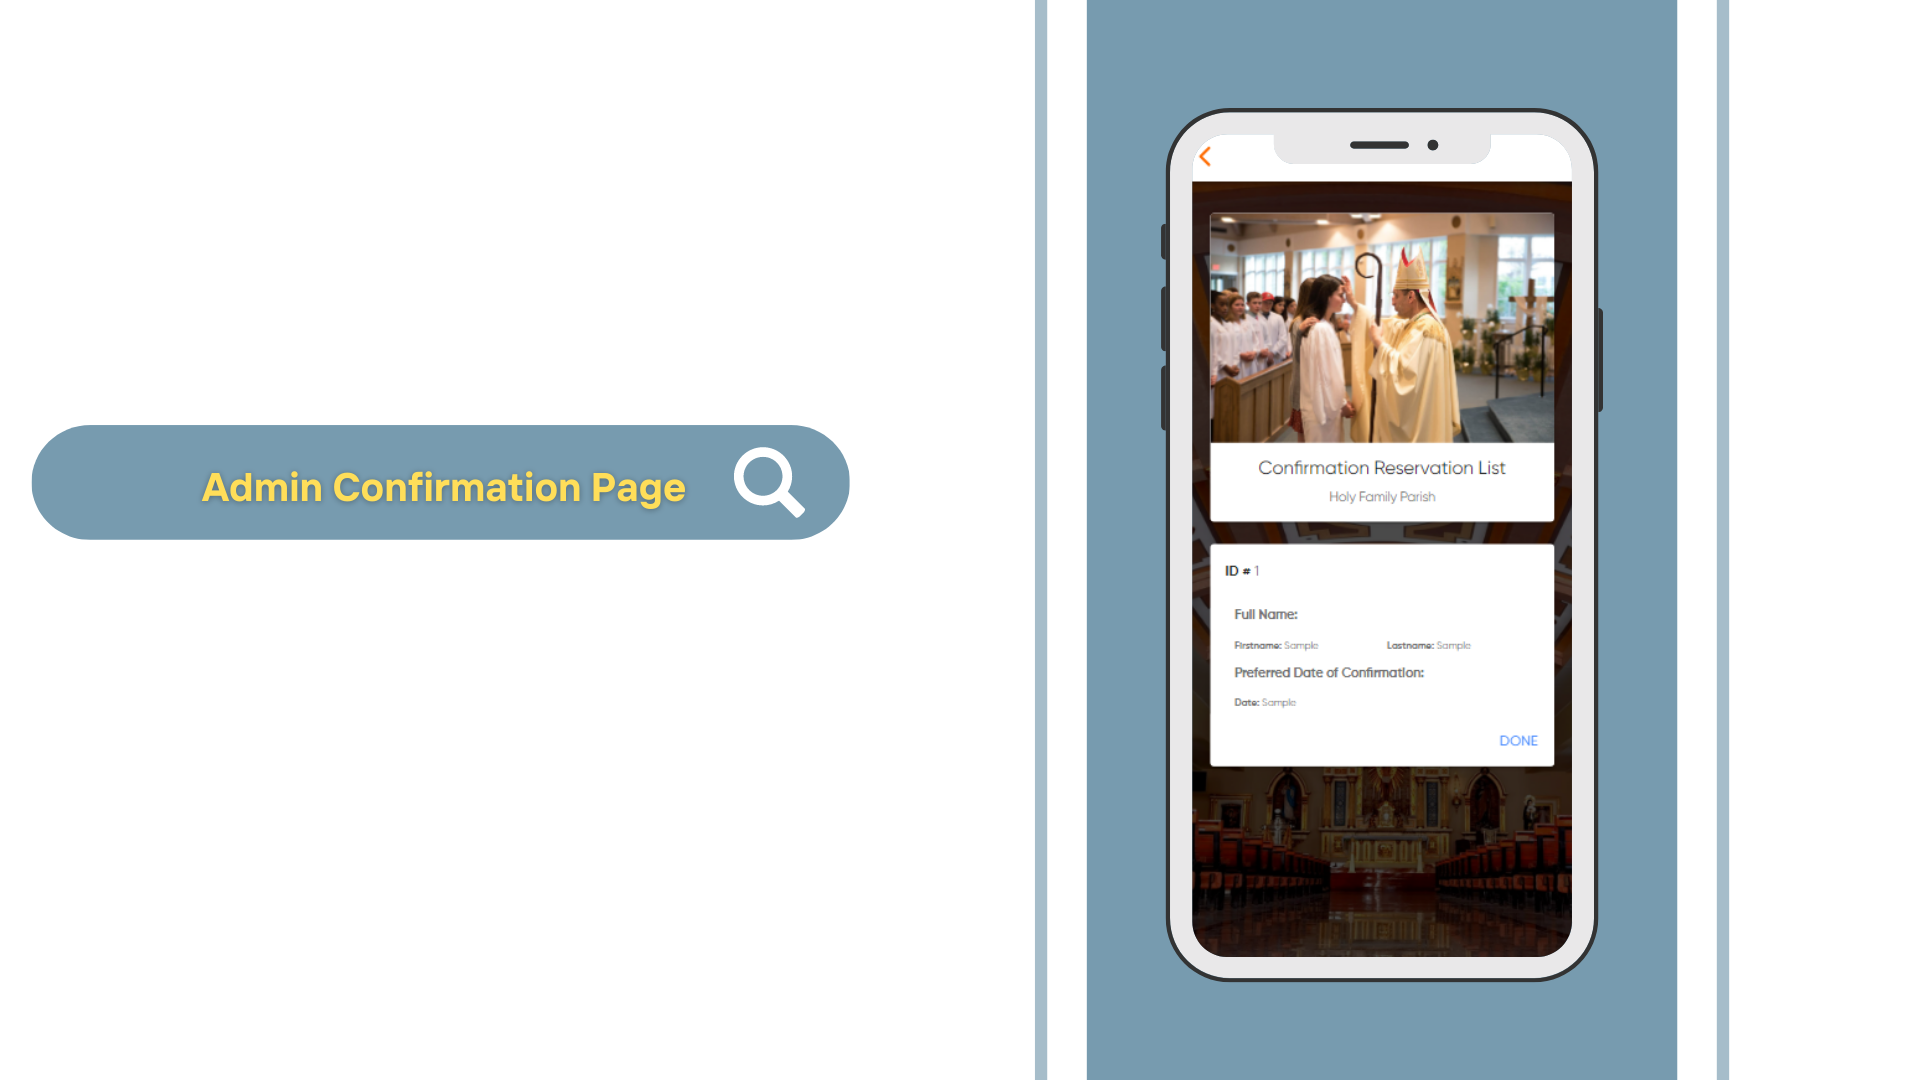 Admin Confirmation Page
Confirmation Reservation List
Holy Family Parish
ID # 1
Full Name:
Firstname: Sample Lastname: Sample
Preferred Date of Confirmation:
Date: Sample
DONE